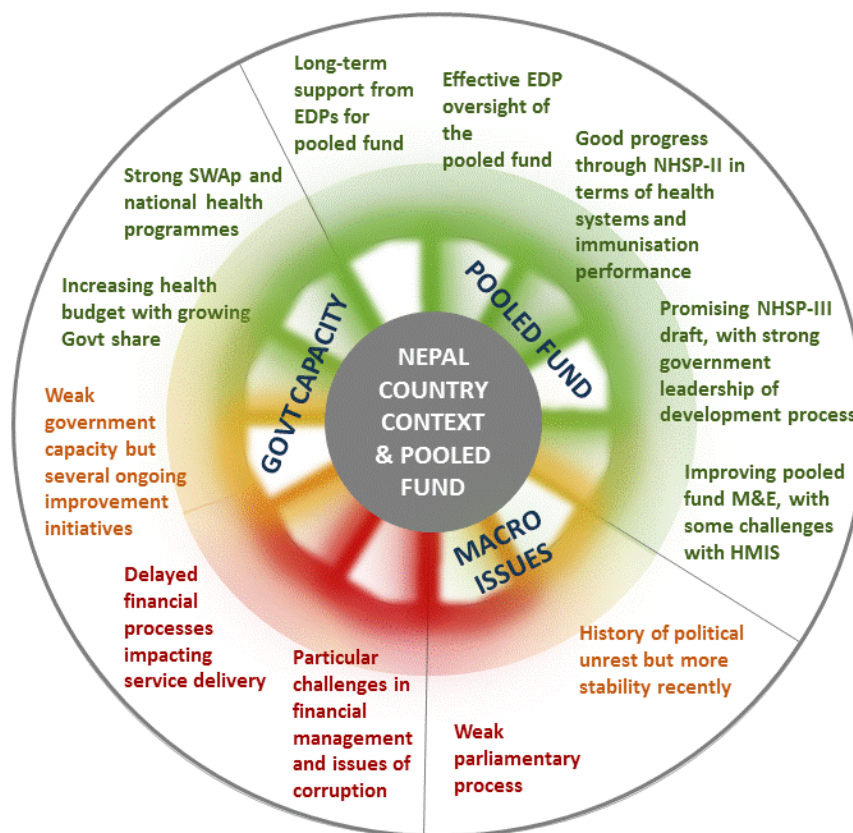 Long-term
support from
EDPs for
pooled fund
Effective EDP
oversight of
the
pooled fund
Good progress
through NHSP-II in
terms of health
systems and
immunisation
performance
Promising NHSP-III
draft, with strong
government
leadership of
development process
Improving pooled
fund M&E, with
some challenges
with HMIS
History of political
unrest but more
stability recently
Weak
parliamentary
process
Particular
challenges in
financial
management
and issues of
corruption
Delayed
financial
processes
impacting
service delivery
Weak
government
capacity but
several ongoing
improvement
initiatives
Increasing health
budget with growing
Govt share
Strong SWAp and
national health
programmes
GOVT CAPACITY
POOLED FUND
MACRO
ISSUES
NEPAL
COUNTRY
CONTEXT
& POOLED
FUND